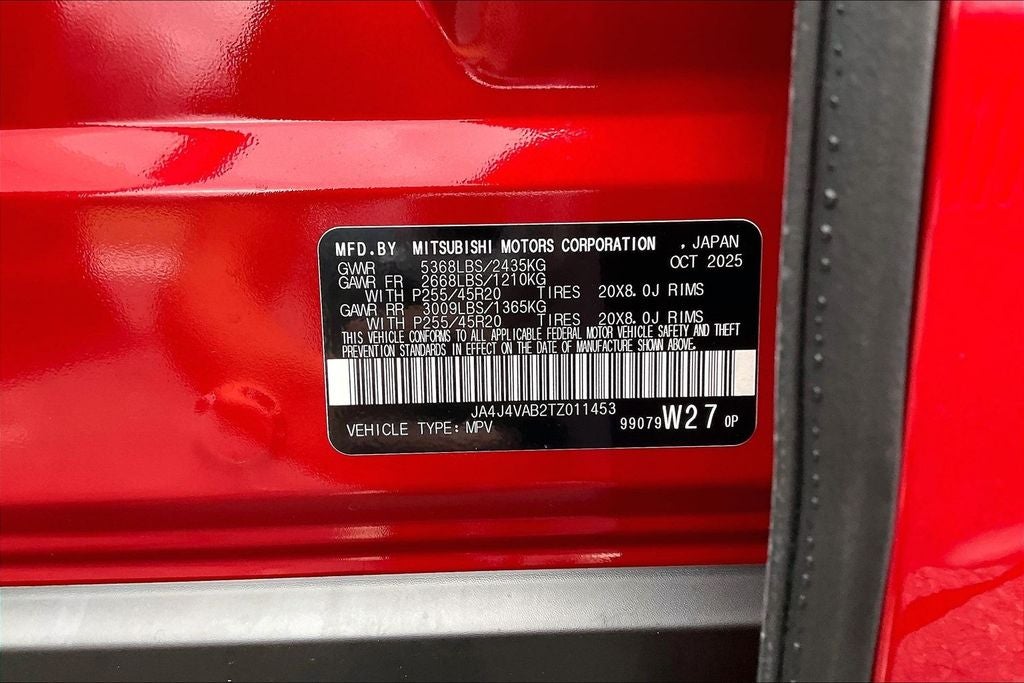 MFD.BY MITSUBISHI MOTORS CORPORATION , JAPAN
OCT 2025
GVWR 5368LBS/2435KG
GAWR FR 2668LBS/1210KG
WITH P255/45R20 TIRES 20X8.0J RIMS
GAWR RR 3009LBS/1365KG
WITH P255/45R20 TIRES 20X8.0J RIMS
THIS VEHICLE CONFORMS TO ALL APPLICABLE FEDERAL MOTOR VEHICLE SAFETY AND THEFT
PREVENTION STANDARDS IN EFFECT ON THE DATE OF MANUFACTURE SHOWN ABOVE.
JA4J4VAB2TZ011453
VEHICLE TYPE: MPV 99079 W27 0P